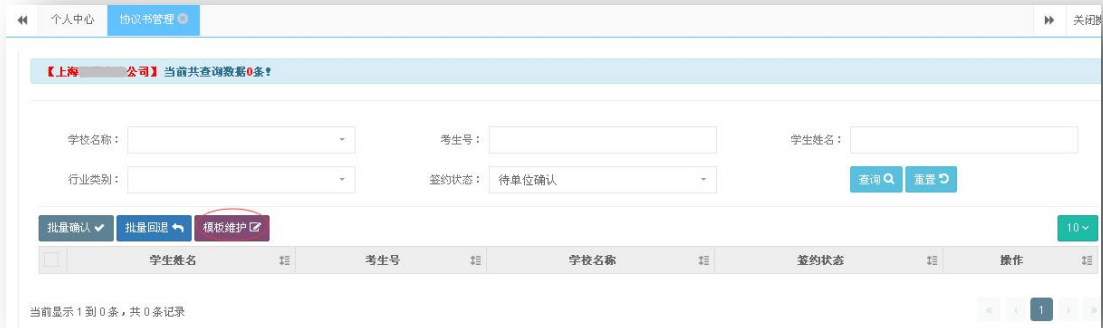 个人中心 协议书管理 关闭
【上海 公司】当前共查询数据0条！
学校名称： 考生号： 学生姓名：
行业类别： 签约状态： 待单位确认 查询 重置
批量确认 批量回退 模板维护 10
学生姓名 考生号 学校名称 签约状态 操作
当前显示 1 到 0 条，共 0 条记录 « ‹ 1 › »